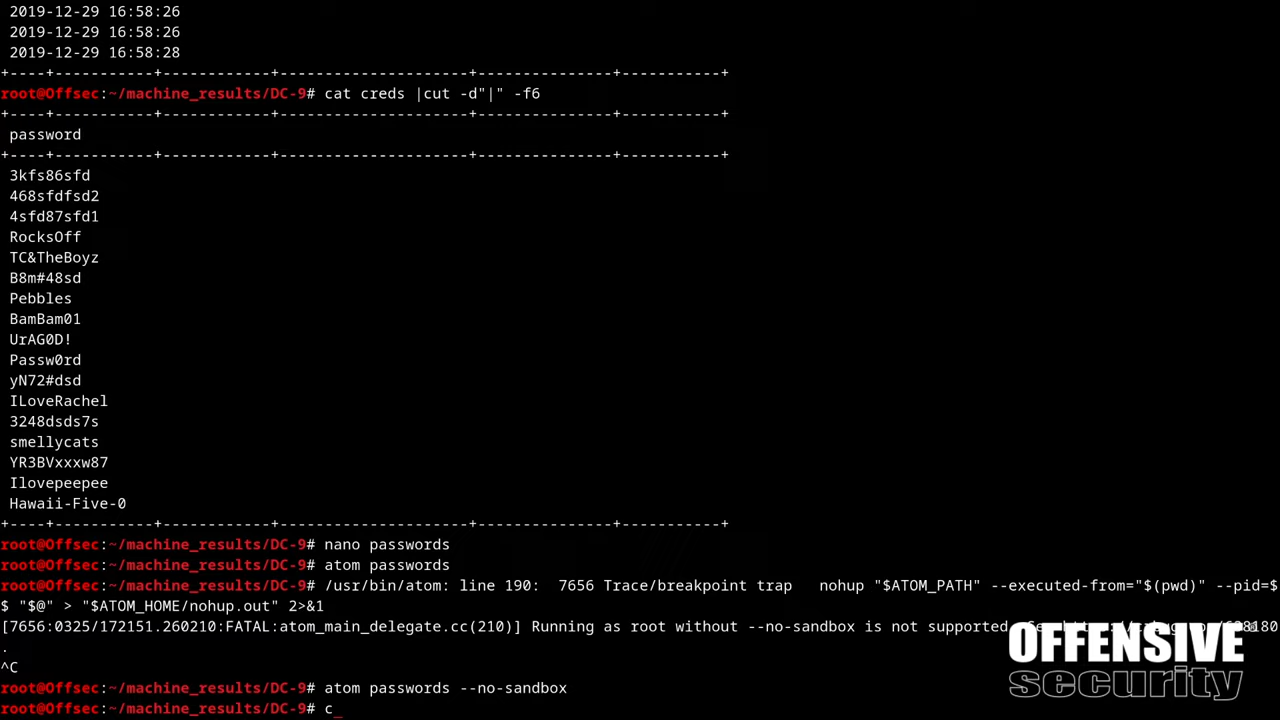 2019-12-29 16:58:26
2019-12-29 16:58:26
2019-12-29 16:58:28
+----+-----------+------------+---------------------+---------------+-----------+
root@Offsec:~/machine_results/DC-9# cat creds |cut -d"|" -f6
+----+-----------+------------+---------------------+---------------+-----------+
password
+----+-----------+------------+---------------------+---------------+-----------+
3kfs86sfd
468sfdfsd2
4sfd87sfd1
RocksOff
TC&TheBoyz
B8m#48sd
Pebbles
BamBam01
UrAG0D!
Passw0rd
yN72#dsd
ILoveRachel
3248dsds7s
smellycats
YR3BVxxxw87
Ilovepeepee
Hawaii-Five-0
+----+-----------+------------+---------------------+---------------+-----------+
root@Offsec:~/machine_results/DC-9# nano passwords
root@Offsec:~/machine_results/DC-9# atom passwords
root@Offsec:~/machine_results/DC-9# /usr/bin/atom: line 190:  7656 Trace/breakpoint trap   nohup "$ATOM_PATH" --executed-from="$(pwd)" --pid=$
$ "$@" > "$ATOM_HOME/nohup.out" 2>&1
[7656:0325/172151.260210:FATAL:atom_main_delegate.cc(210)] Running as root without --no-sandbox is not supported.
.
^C
root@Offsec:~/machine_results/DC-9# atom passwords --no-sandbox
root@Offsec:~/machine_results/DC-9# c_
OFFENSIVE
security